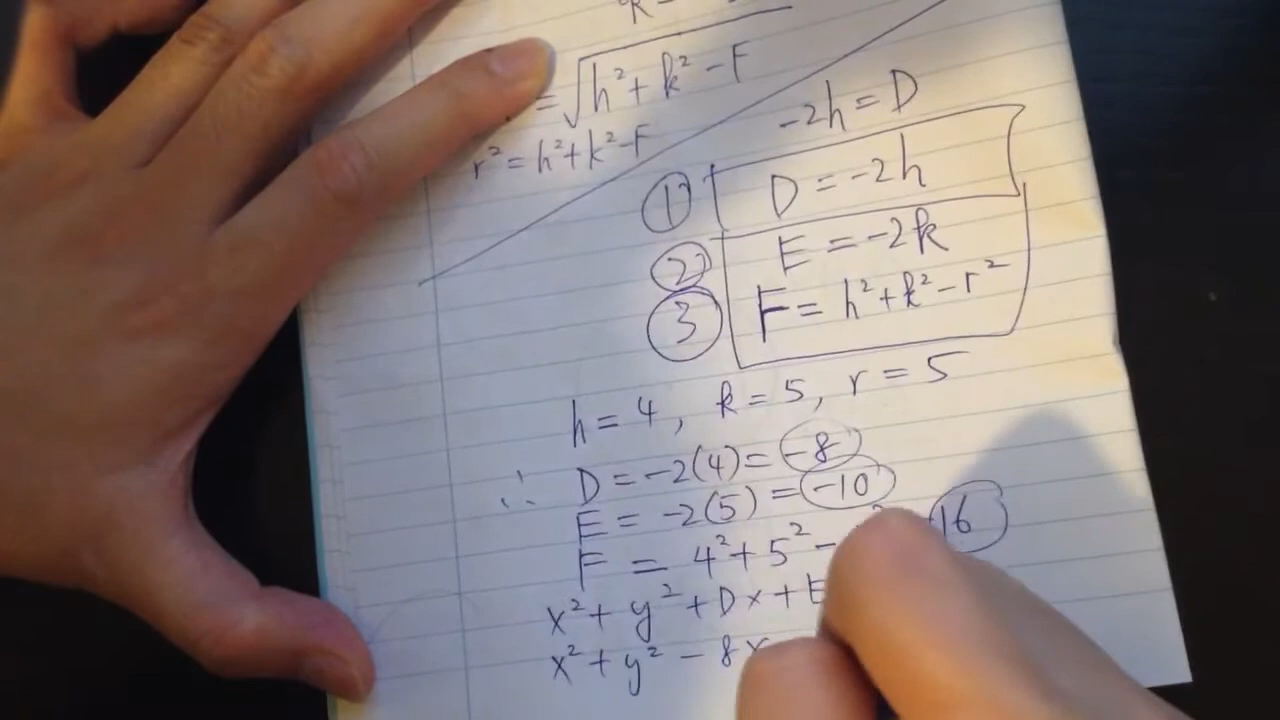 = √h² + k² - F
r² = h² + k² - F
-2h = D
① D = -2h
② E = -2k
③ F = h² + k² - r²
h = 4, k = 5, r = 5
∴ D = -2(4) = -8
E = -2(5) = -10
F = 4² + 5² - 16
x² + y² + Dx + E
x² + y² - 8x